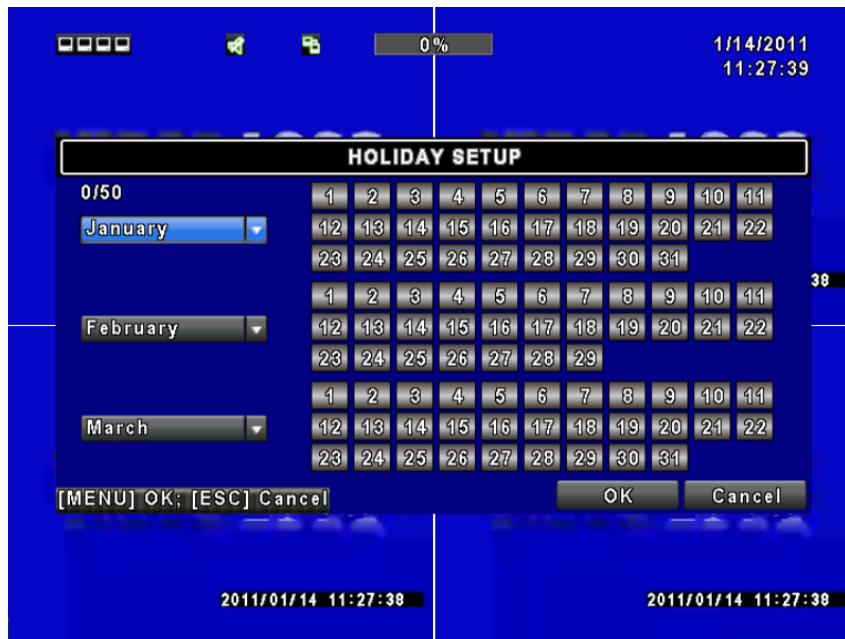 0%
1/14/2011
11:27:39
HOLIDAY SETUP
0/50
1 2 3 4 5 6 7 8 9 10 11
January
12 13 14 15 16 17 18 19 20 21 22
23 24 25 26 27 28 29 30 31
38
1 2 3 4 5 6 7 8 9 10 11
February
12 13 14 15 16 17 18 19 20 21 22
23 24 25 26 27 28 29
1 2 3 4 5 6 7 8 9 10 11
March
12 13 14 15 16 17 18 19 20 21 22
23 24 25 26 27 28 29 30 31
[MENU] OK; [ESC] Cancel
OK
Cancel
2011/01/14 11:27:38
2011/01/14 11:27:38